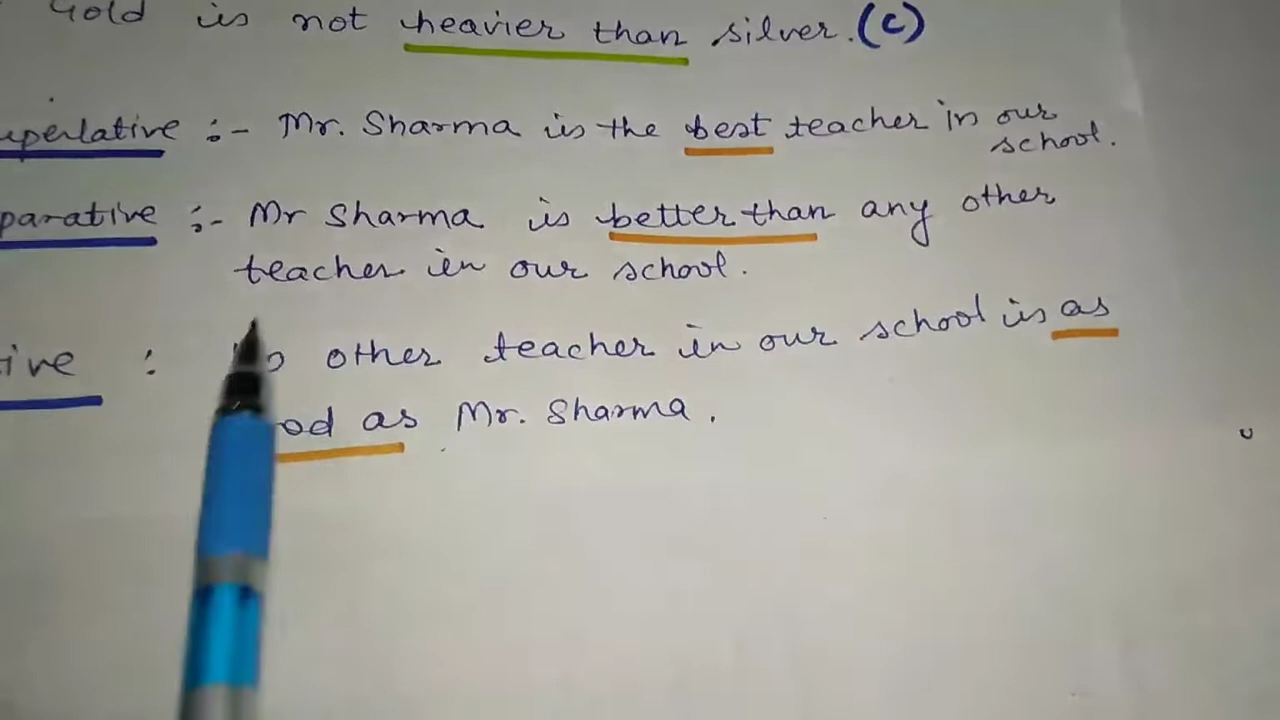 Gold is not heavier than silver. (C)
uperlative :- Mr. Sharma is the best teacher in our
school.
parative :- Mr Sharma is better than any other
teacher in our school.
ive : other teacher in our school is as
od as Mr. Sharma.